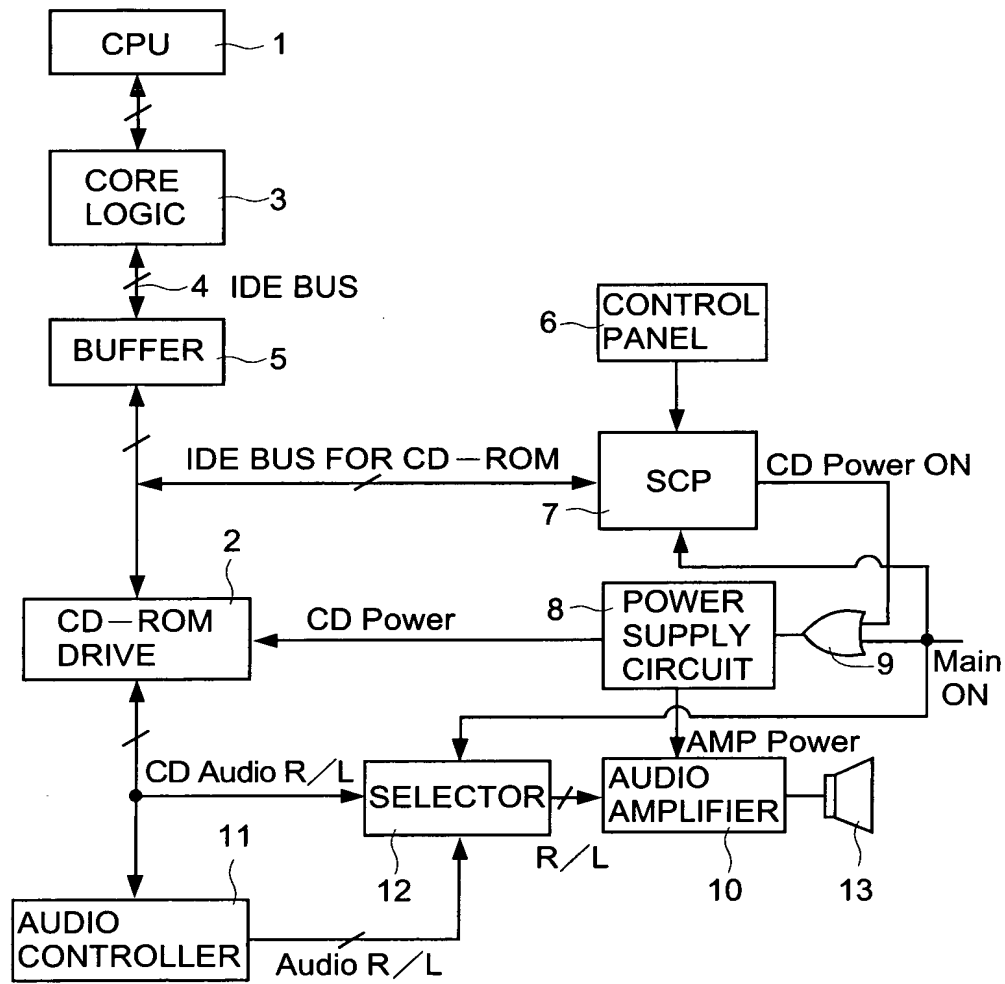 CPU
1
CORE
LOGIC
3
4 IDE BUS
BUFFER
5
6
CONTROL
PANEL
IDE BUS FOR CD-ROM
SCP
7
CD Power ON
2
CD-ROM
DRIVE
CD Power
8
POWER
SUPPLY
CIRCUIT
9
Main
ON
AMP Power
CD Audio R/L
SELECTOR
12
R/L
AUDIO
AMPLIFIER
10
13
11
AUDIO
CONTROLLER
Audio R/L